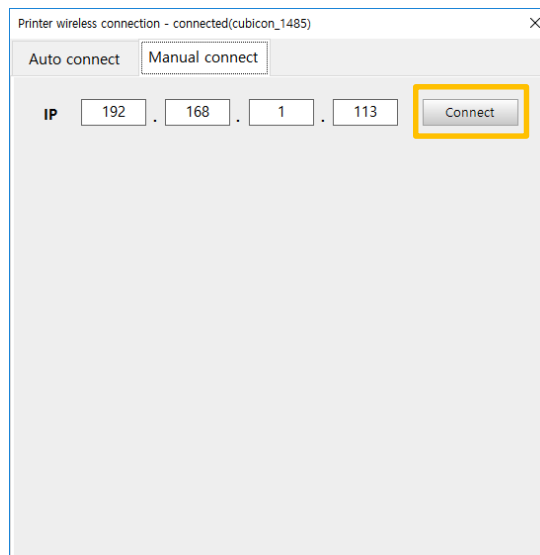 Printer wireless connection - connected(cubicon_1485)
Auto connect Manual connect
IP 192 . 168 . 1 . 113 Connect